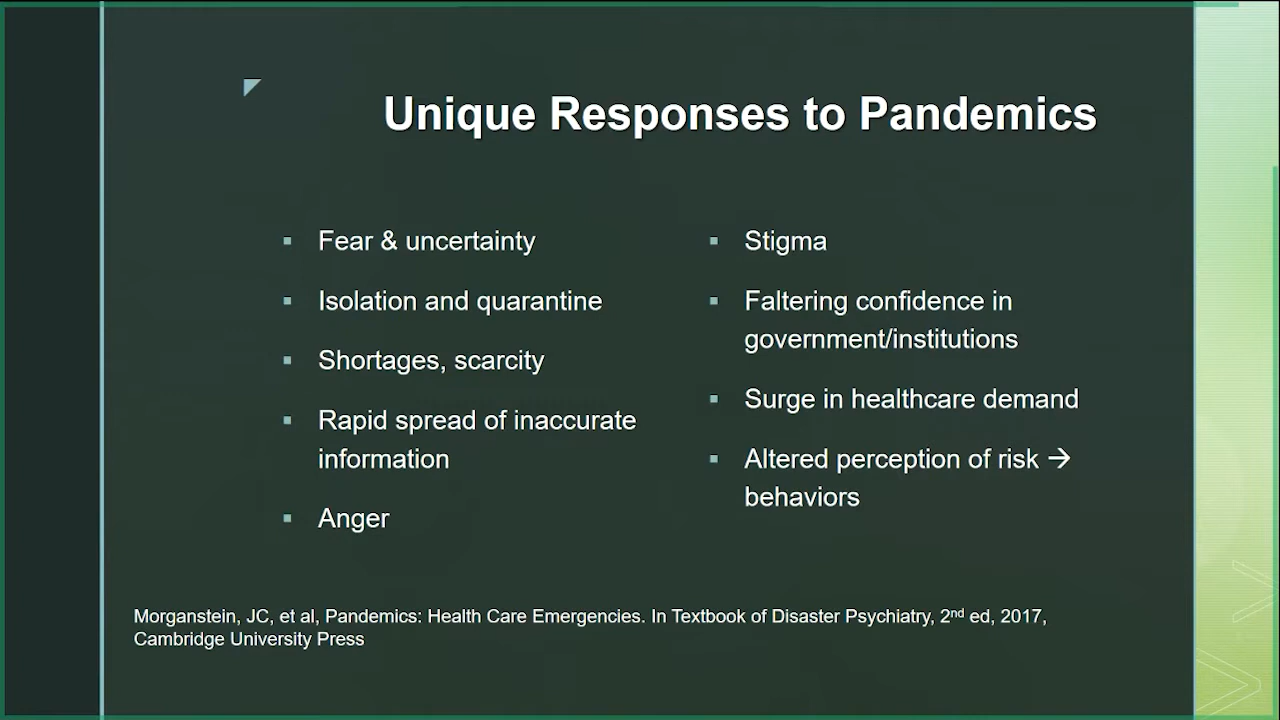 Unique Responses to Pandemics
▪ Fear & uncertainty
▪ Isolation and quarantine
▪ Shortages, scarcity
▪ Rapid spread of inaccurate
information
▪ Anger
▪ Stigma
▪ Faltering confidence in
government/institutions
▪ Surge in healthcare demand
▪ Altered perception of risk →
behaviors
Morganstein, JC, et al, Pandemics: Health Care Emergencies. In Textbook of Disaster Psychiatry, 2nd ed, 2017,
Cambridge University Press